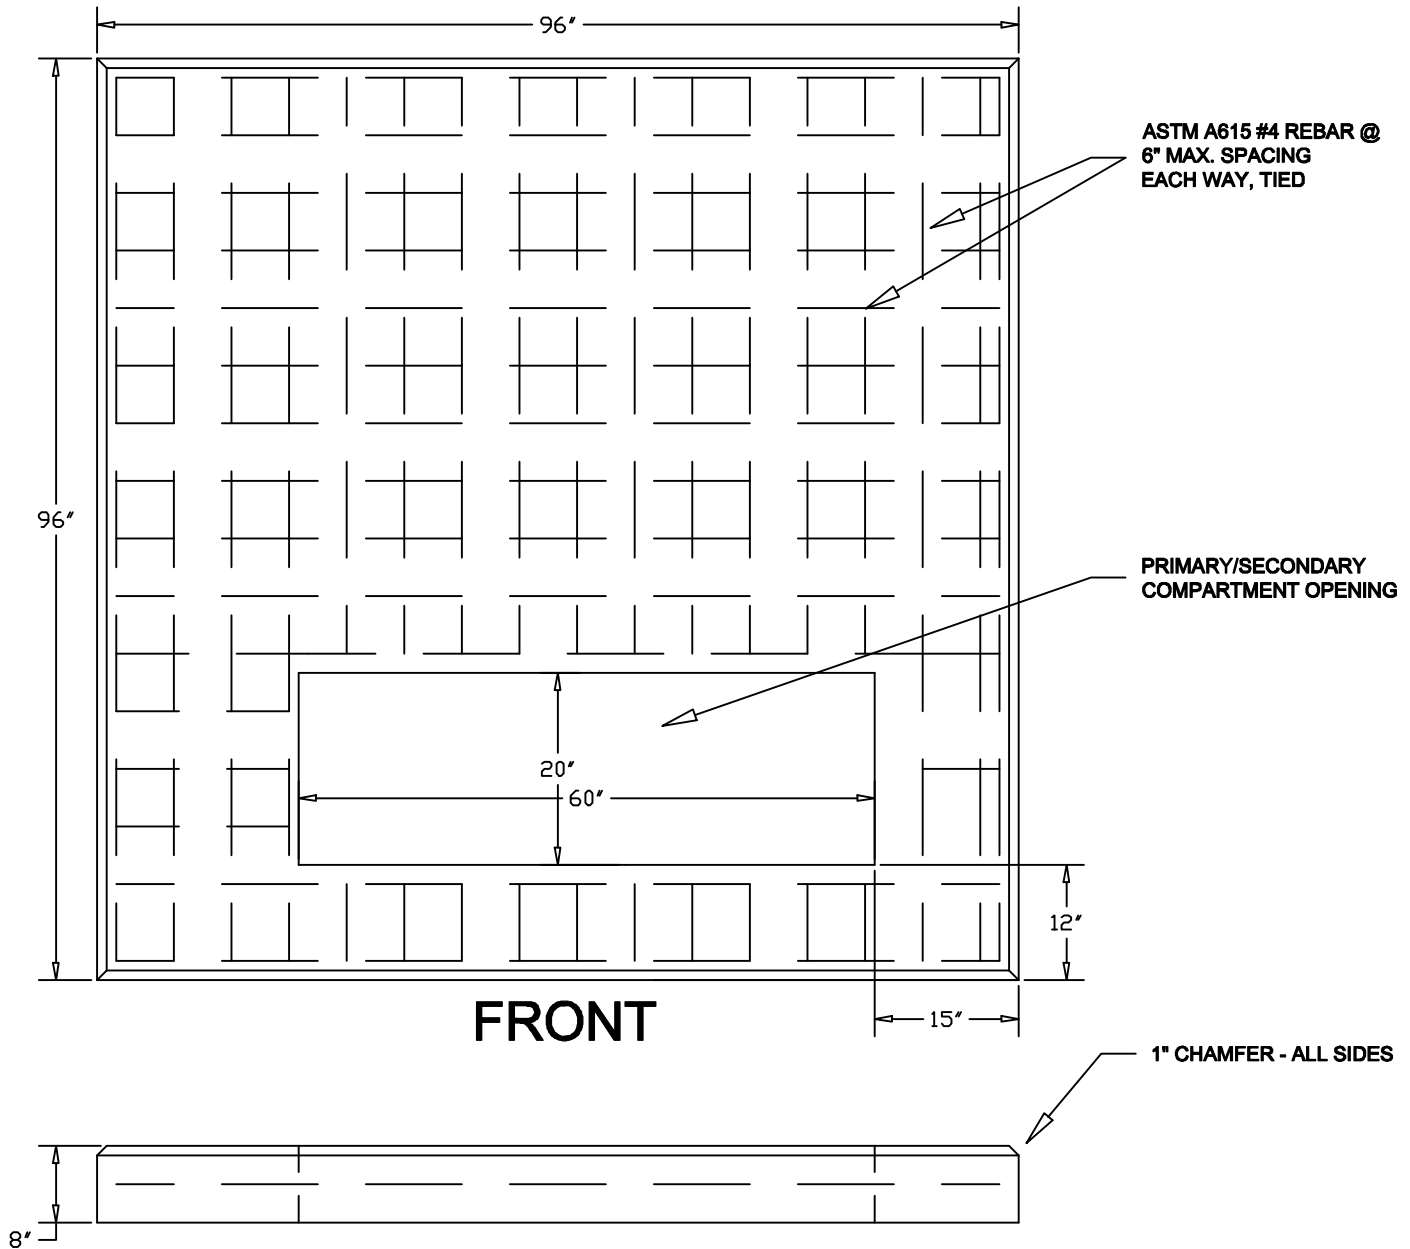 96"
ASTM A615 #4 REBAR @
6" MAX. SPACING
EACH WAY, TIED
96"
PRIMARY/SECONDARY
COMPARTMENT OPENING
20"
60"
12"
FRONT
15"
1" CHAMFER - ALL SIDES
8"